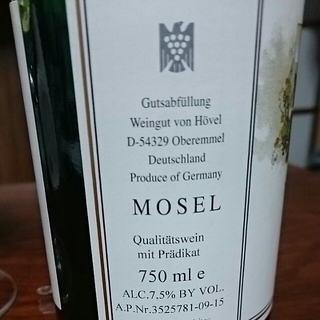 Gutsabfüllung
Weingut von Hövel
D-54329 Oberemmel
Deutschland
Produce of Germany
MOSEL
Qualitätswein
mit Prädikat
750 ml e
ALC.7,5% BY VOL.
A.P.Nr.3525781-09-15